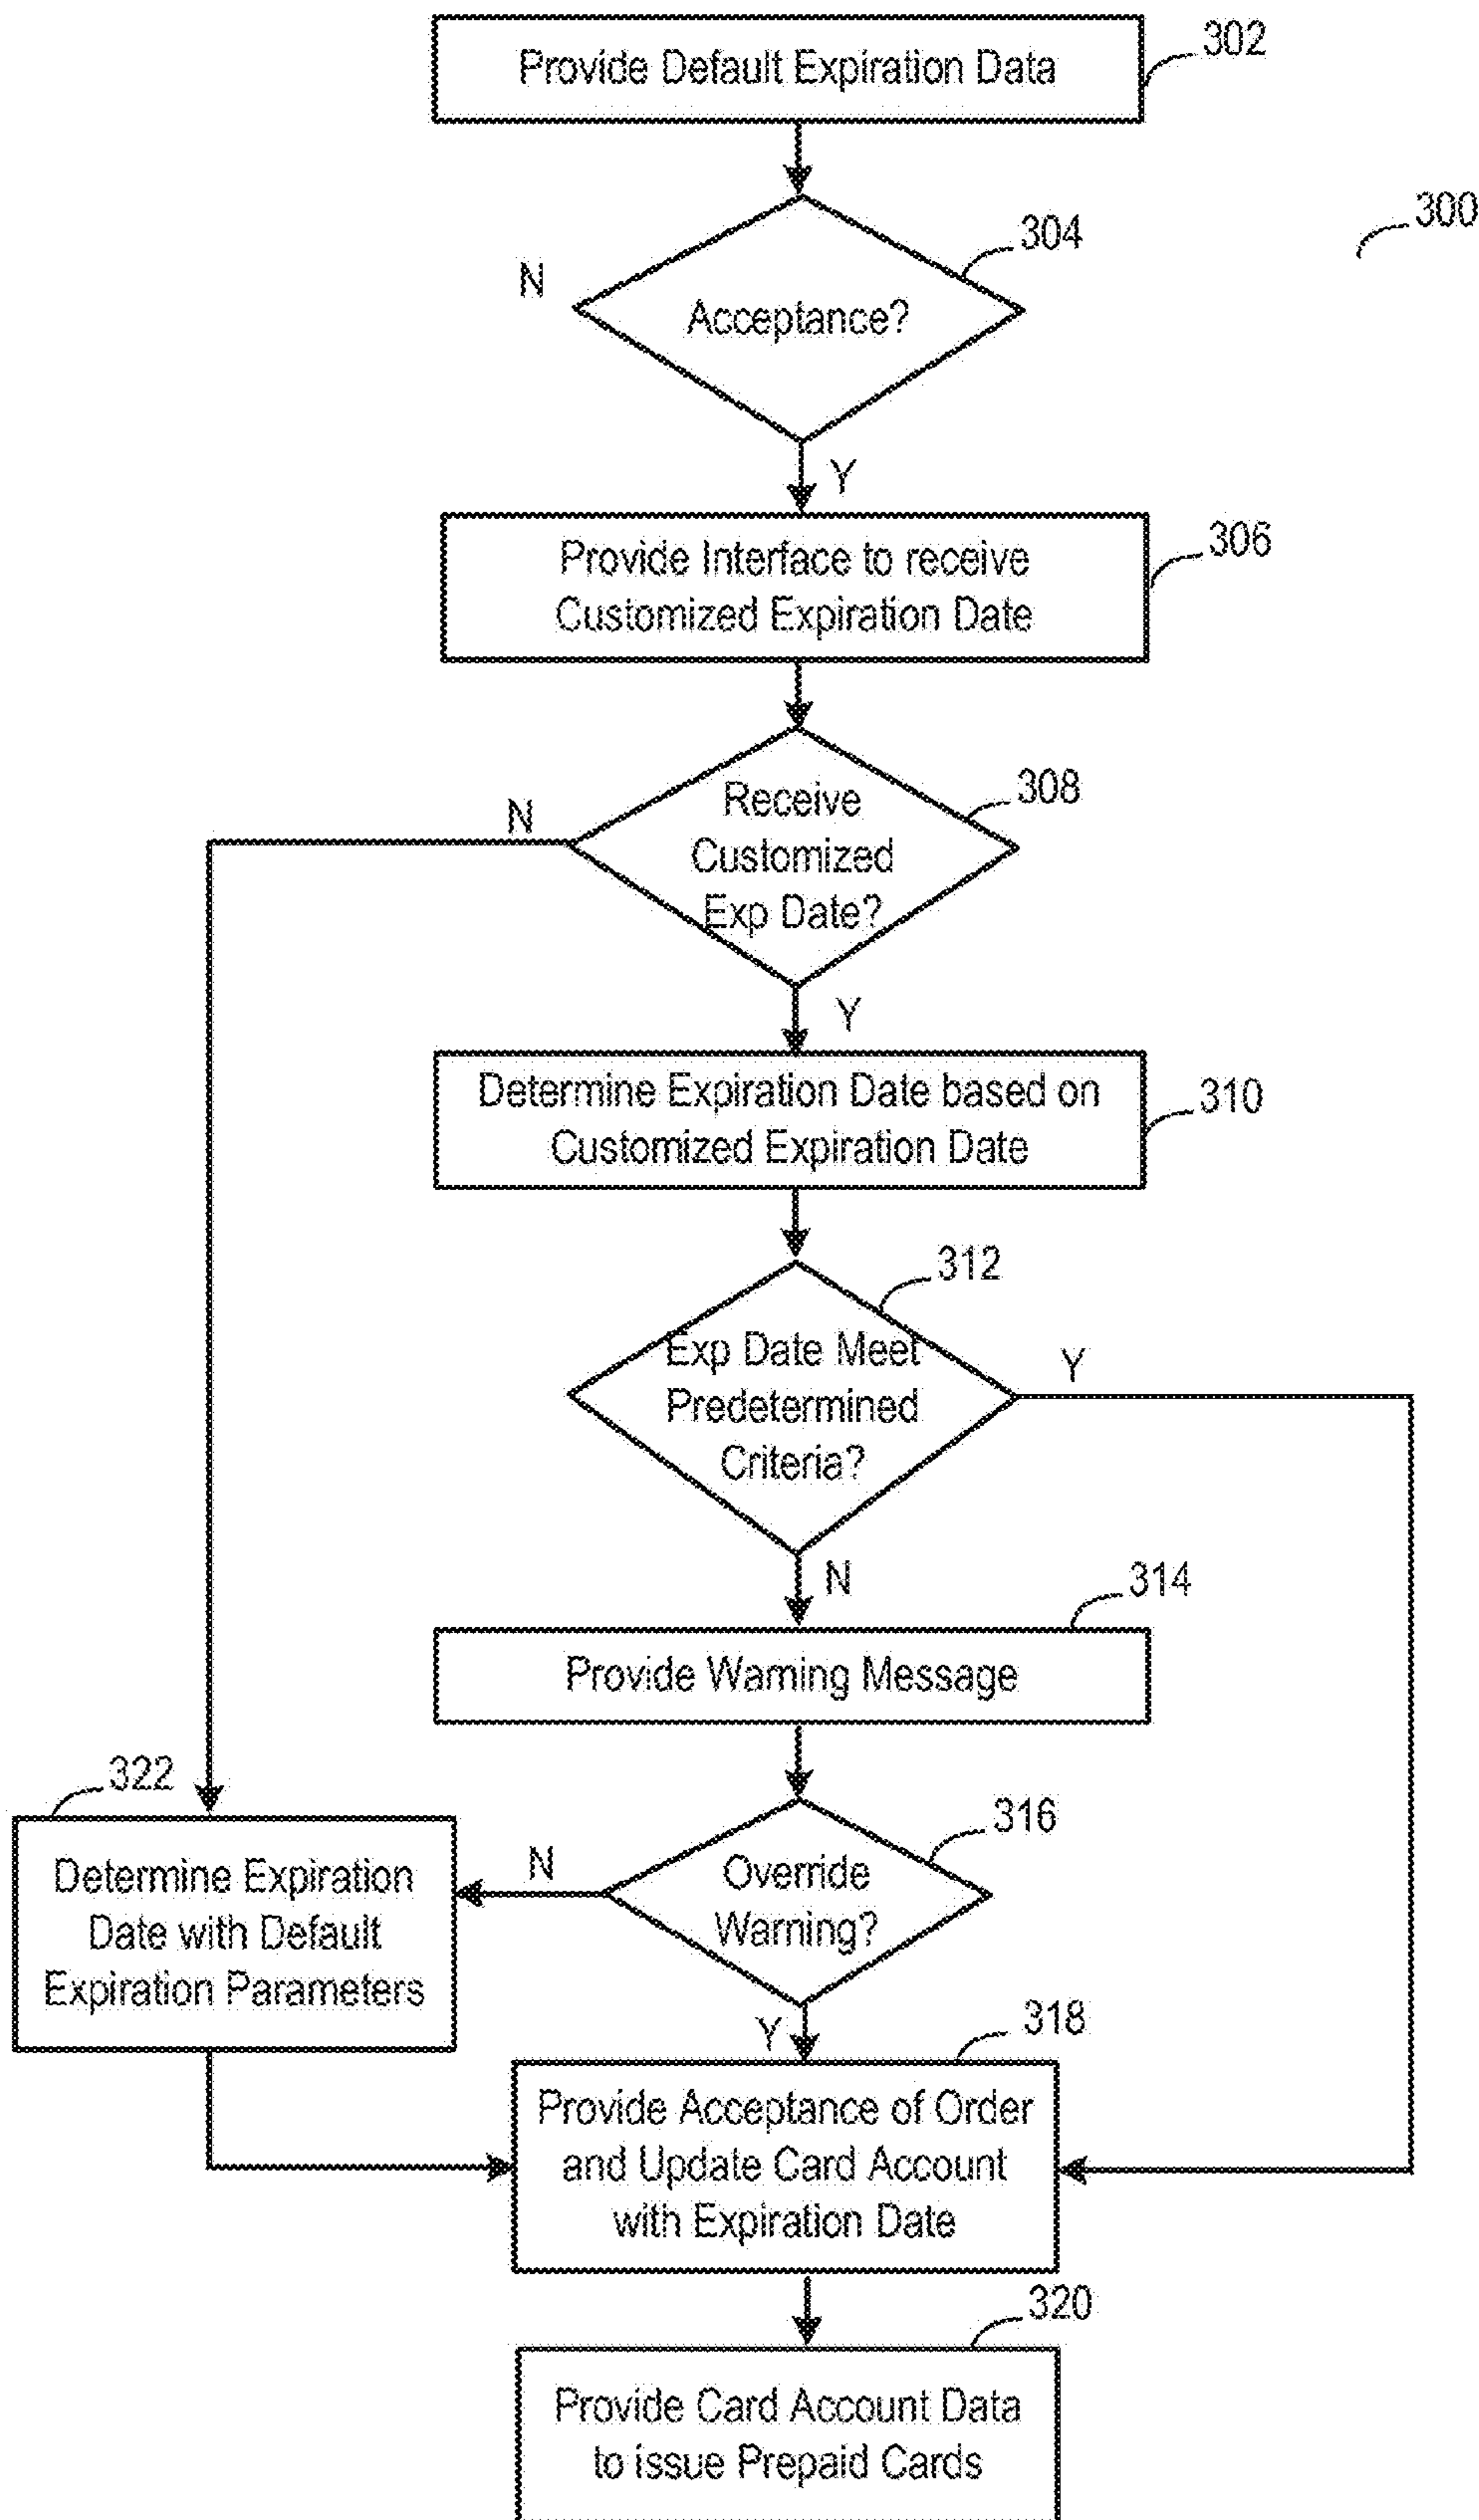 Provide Default Expiration Data
302
300
304
N
Acceptance?
Y
Provide Interface to receive
Customized Expiration Date
306
308
N
Receive
Customized
Exp Date?
Y
Determine Expiration Date based on
Customized Expiration Date
310
312
Exp Date Meet
Predetermined
Criteria?
Y
N
314
Provide Warning Message
322
316
Determine Expiration
Date with Default
Expiration Parameters
N
Override
Warning?
Y
318
Provide Acceptance of Order
and Update Card Account
with Expiration Date
320
Provide Card Account Data
to issue Prepaid Cards